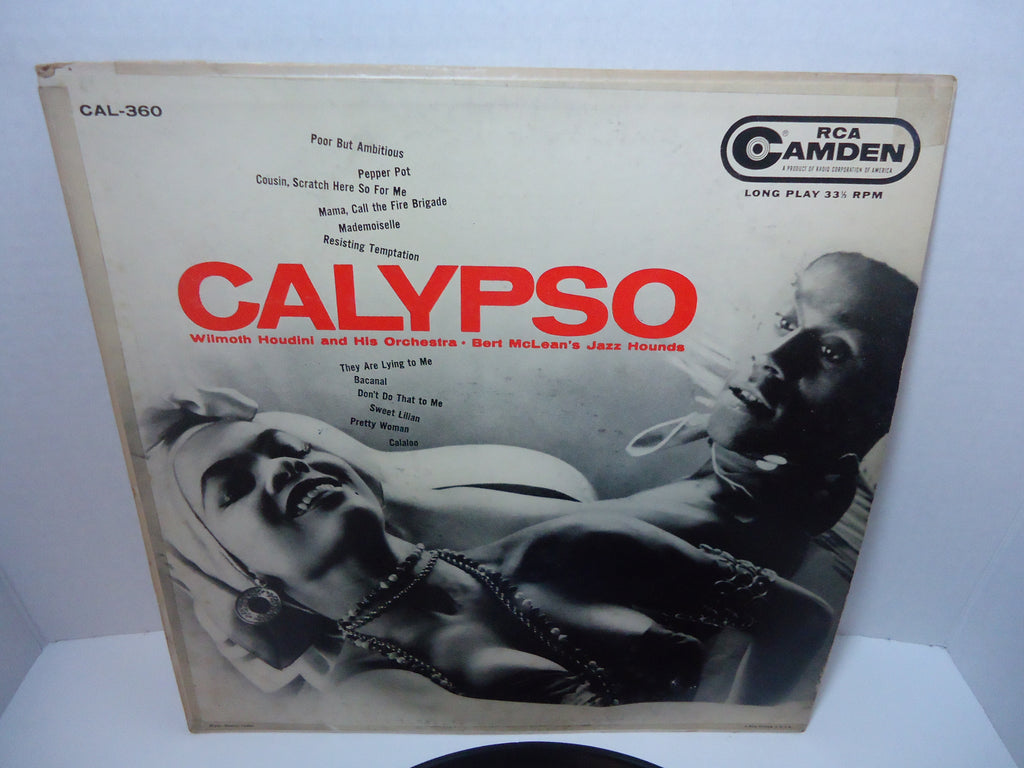 CAL-360
RCA
CAMDEN
®
A PRODUCT OF RADIO CORPORATION OF AMERICA
LONG PLAY 33⅓ RPM
Poor But Ambitious
Pepper Pot
Cousin, Scratch Here So For Me
Mama, Call the Fire Brigade
Mademoiselle
Resisting Temptation
CALYPSO
Wilmoth Houdini and His Orchestra • Bert McLean's Jazz Hounds
They Are Lying to Me
Bacanal
Don't Do That to Me
Sweet Lilian
Pretty Woman
Calaloo